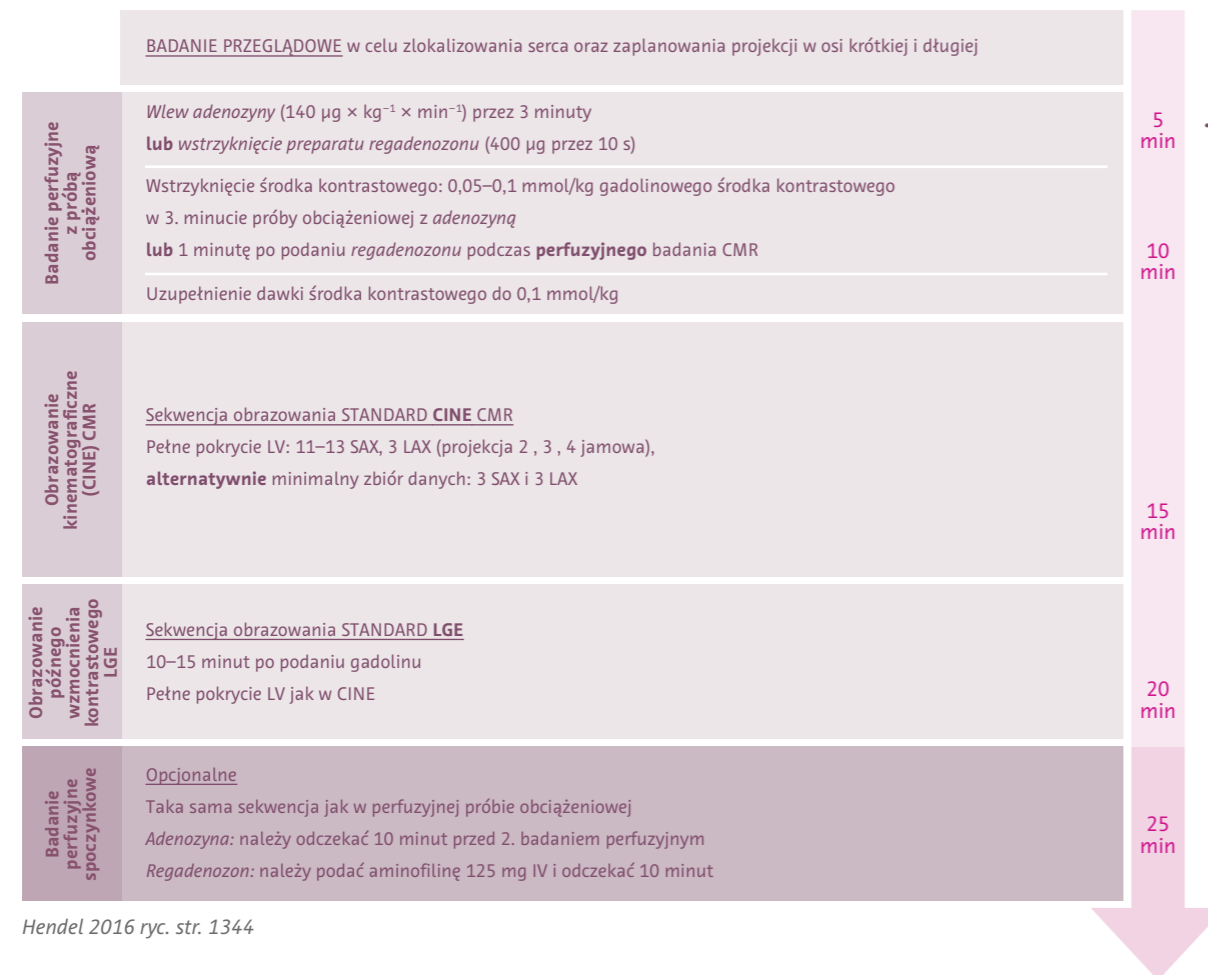 BADANIE PRZEGLĄDOWE w celu zlokalizowania serca oraz zaplanowania projekcji w osi krótkiej i długiej
Badanie perfuzyjne
z próbą
obciążeniową
Wlew adenozyny (140 µg × kg⁻¹ × min⁻¹) przez 3 minuty
lub wstrzyknięcie preparatu regadenozonu (400 µg przez 10 s)
5
min
Wstrzyknięcie środka kontrastowego: 0,05–0,1 mmol/kg gadolinowego środka kontrastowego
w 3. minucie próby obciążeniowej z adenozyną
lub 1 minutę po podaniu regadenozonu podczas perfuzyjnego badania CMR
10
min
Uzupełnienie dawki środka kontrastowego do 0,1 mmol/kg
Obrazowanie
kinematograficzne
(CINE) CMR
Sekwencja obrazowania STANDARD CINE CMR
Pełne pokrycie LV: 11–13 SAX, 3 LAX (projekcja 2 , 3 , 4 jamowa),
alternatywnie minimalny zbiór danych: 3 SAX i 3 LAX
15
min
Obrazowanie
późnego
wzmocnienia
kontrastowego
LGE
Sekwencja obrazowania STANDARD LGE
10–15 minut po podaniu gadolinu
Pełne pokrycie LV jak w CINE
20
min
Badanie
perfuzyjne
spoczynkowe
Opcjonalne
Taka sama sekwencja jak w perfuzyjnej próbie obciążeniowej
Adenozyna: należy odczekać 10 minut przed 2. badaniem perfuzyjnym
Regadenozon: należy podać aminofilinę 125 mg IV i odczekać 10 minut
25
min
Hendel 2016 ryc. str. 1344